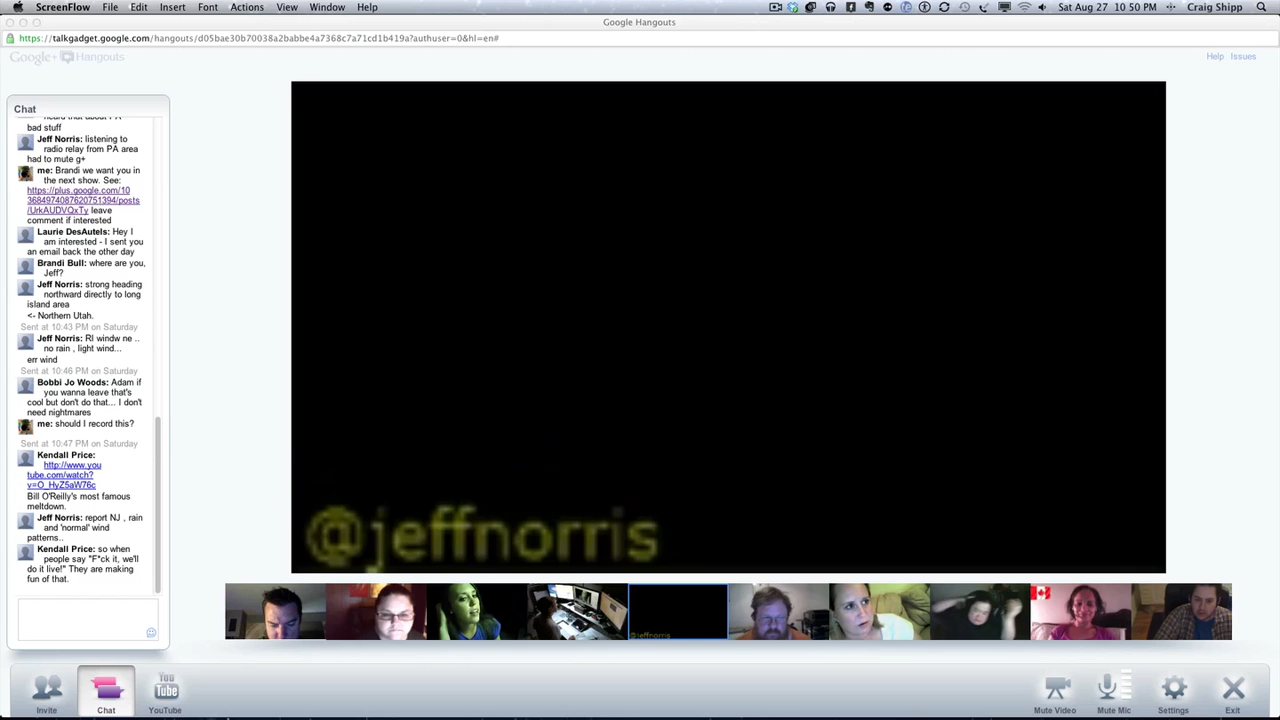 ScreenFlow File Edit Insert Font Actions View Window Help Sat Aug 27 10:50 PM Craig Shipp
Google Hangouts
https://talkgadget.google.com/hangouts/d05bae30b70038a2babbe4a7368c7a71cd1b419a?authuser=0&hl=en#
Google+ Hangouts
Help Issues
Chat
bad stuff
Jeff Norris: listening to
radio relay from PA area
had to mute g+
me: Brandi we want you in
the next show. See:
https://plus.google.com/10
3684974087620751394/posts
/UrkAUDVQxTy leave
comment if interested
Laurie DesAutels: Hey I
am interested - I sent you
an email back the other day
Brandi Bull: where are you,
Jeff?
Jeff Norris: strong heading
northward directly to long
island area
<- Northern Utah.
Sent at 10:43 PM on Saturday
Jeff Norris: RI windw ne ..
no rain , light wind...
err wind
Sent at 10:46 PM on Saturday
Bobbi Jo Woods: Adam if
you wanna leave that's
cool but don't do that... I don't
need nightmares
me: should I record this?
Sent at 10:47 PM on Saturday
Kendall Price:
http://www.you
tube.com/watch?
v=O_HyZ5aW76c
Bill O'Reilly's most famous
meltdown.
Jeff Norris: report NJ , rain
and 'normal' wind
patterns..
Kendall Price: so when
people say "F*ck it, we'll
do it live!" They are making
fun of that.
@jeffnorris
@jeffnorris
Invite
Chat
You
Tube
YouTube
Mute Video
Mute Mic
Settings
Exit